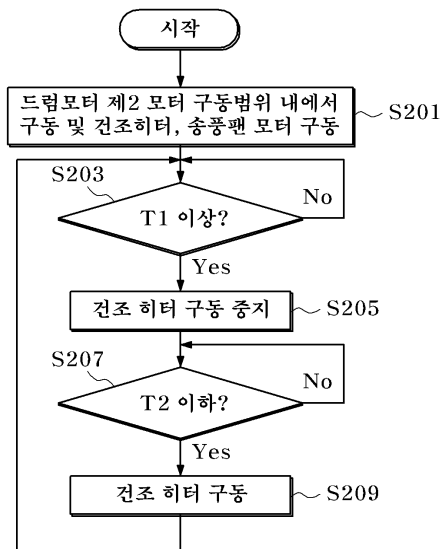 시작
드럼모터 제2 모터 구동범위 내에서
구동 및 건조히터, 송풍팬 모터 구동
S201
S203
T1 이상?
No
Yes
건조 히터 구동 중지
S205
S207
T2 이하?
No
Yes
건조 히터 구동
S209